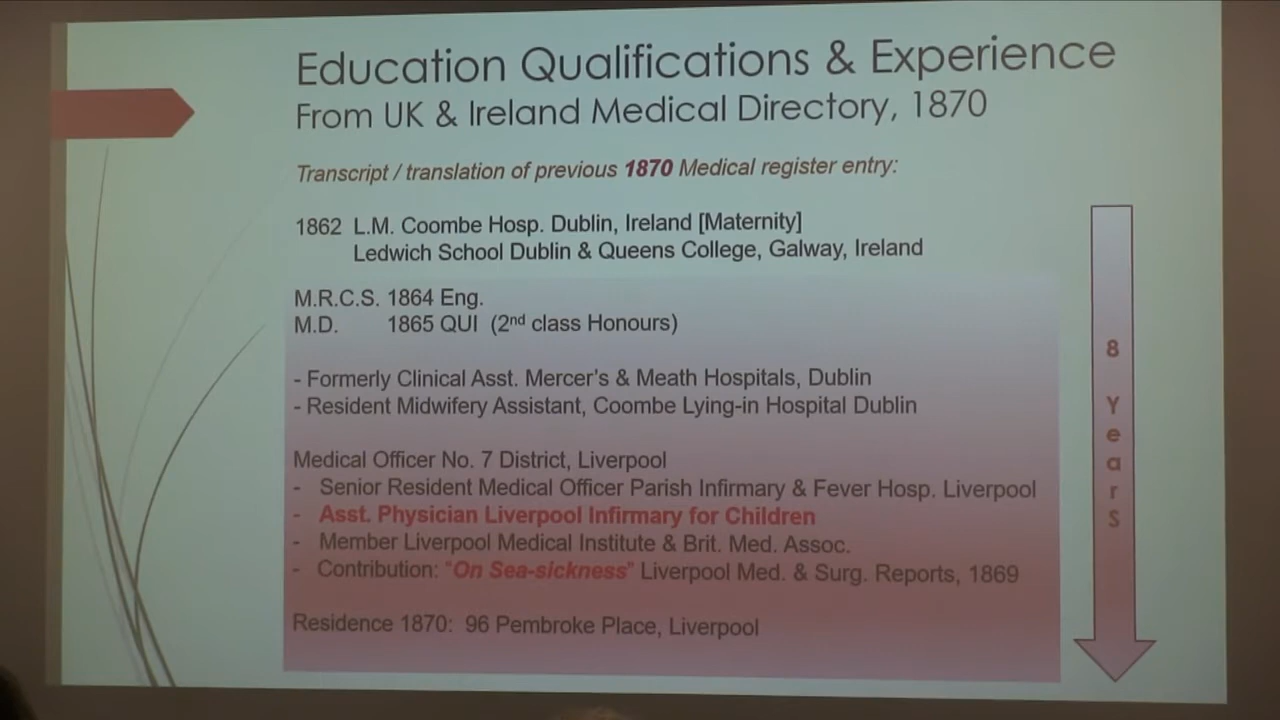 Education Qualifications & Experience
From UK & Ireland Medical Directory, 1870
Transcript / translation of previous 1870 Medical register entry:
1862 L.M. Coombe Hosp. Dublin, Ireland [Maternity]
Ledwich School Dublin & Queens College, Galway, Ireland
M.R.C.S. 1864 Eng.
M.D. 1865 QUI (2nd class Honours)
- Formerly Clinical Asst. Mercer's & Meath Hospitals, Dublin
- Resident Midwifery Assistant, Coombe Lying-in Hospital Dublin
Medical Officer No. 7 District, Liverpool
- Senior Resident Medical Officer Parish Infirmary & Fever Hosp. Liverpool
- Asst. Physician Liverpool Infirmary for Children
- Member Liverpool Medical Institute & Brit. Med. Assoc.
- Contribution: "On Sea-sickness" Liverpool Med. & Surg. Reports, 1869
Residence 1870: 96 Pembroke Place, Liverpool
8 Years